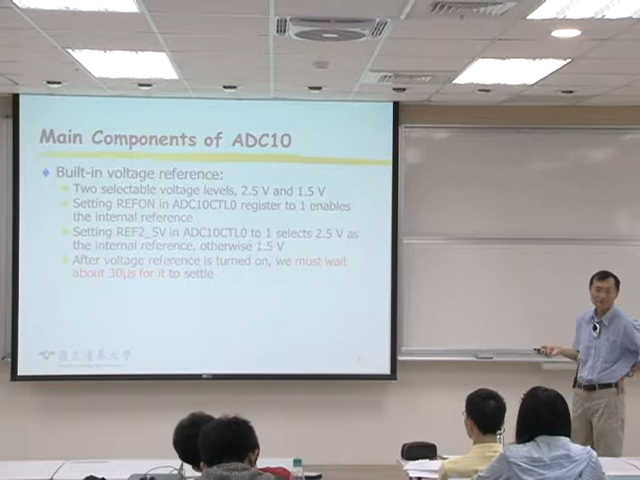 Main Components of ADC10
Built-in voltage reference:
Two selectable voltage levels, 2.5 V and 1.5 V
Setting REFON in ADC10CTL0 register to 1 enables
the internal reference
Setting REF2_5V in ADC10CTL0 to 1 selects 2.5 V as
the internal reference, otherwise 1.5 V
After voltage reference is turned on, we must wait
about 30μs for it to settle
國立清華大學